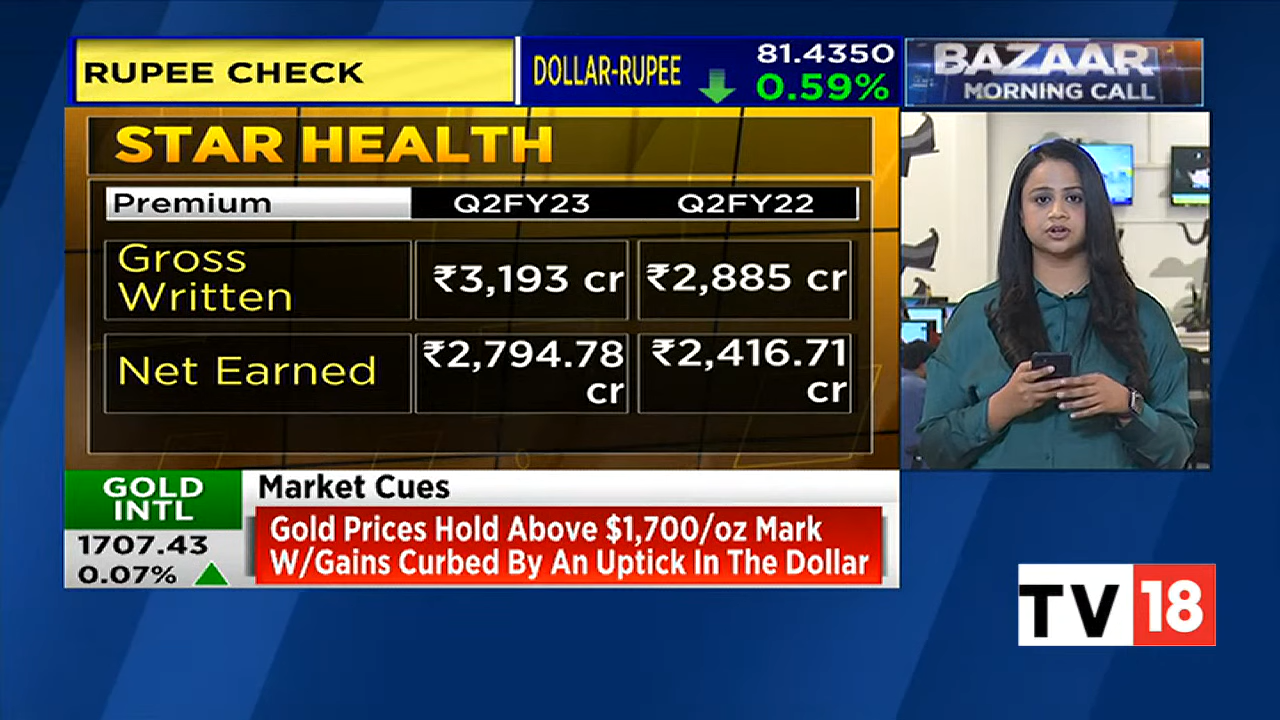 RUPEE CHECK
DOLLAR-RUPEE
81.4350
0.59%
BAZAAR
MORNING CALL
STAR HEALTH
Premium Q2FY23 Q2FY22
Gross
Written
₹3,193 cr ₹2,885 cr
Net Earned
₹2,794.78
cr
₹2,416.71
cr
GOLD
INTL
1707.43
0.07%
Market Cues
Gold Prices Hold Above $1,700/oz Mark
W/Gains Curbed By An Uptick In The Dollar
TV18